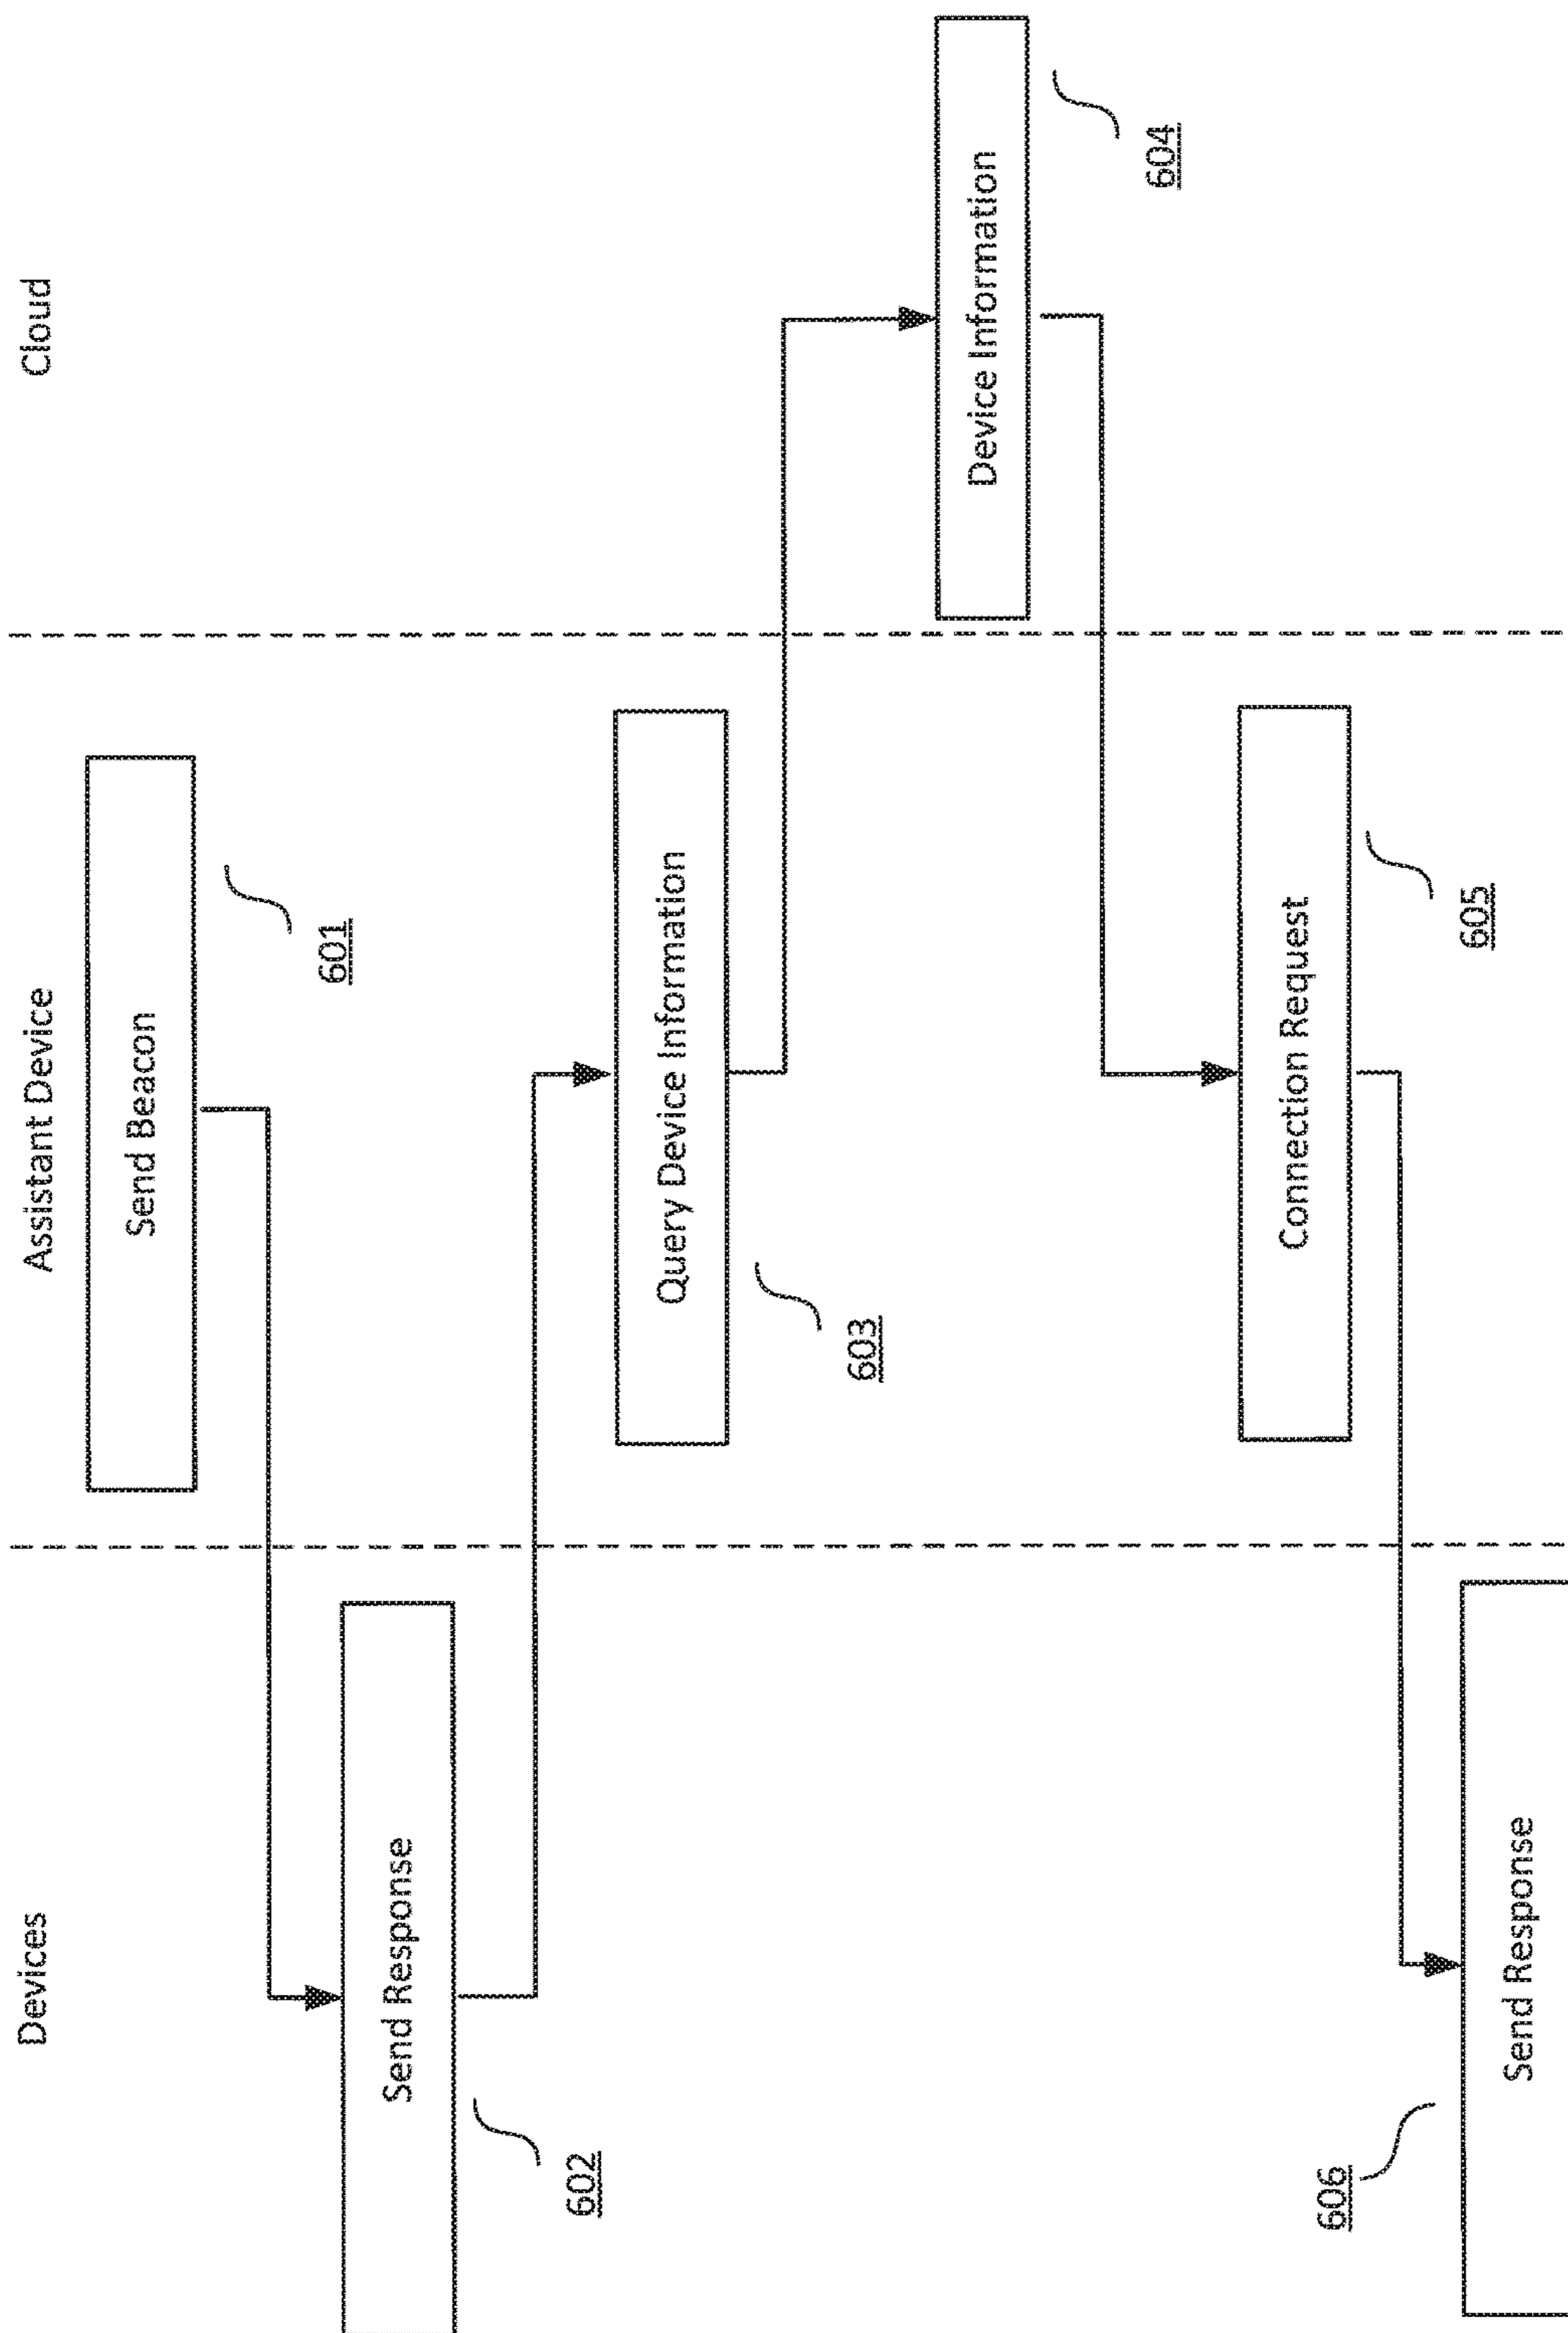 Devices
Assistant Device
Cloud
Send Beacon
601
Send Response
602
Query Device Information
603
Device Information
604
Connection Request
605
606
Send Response